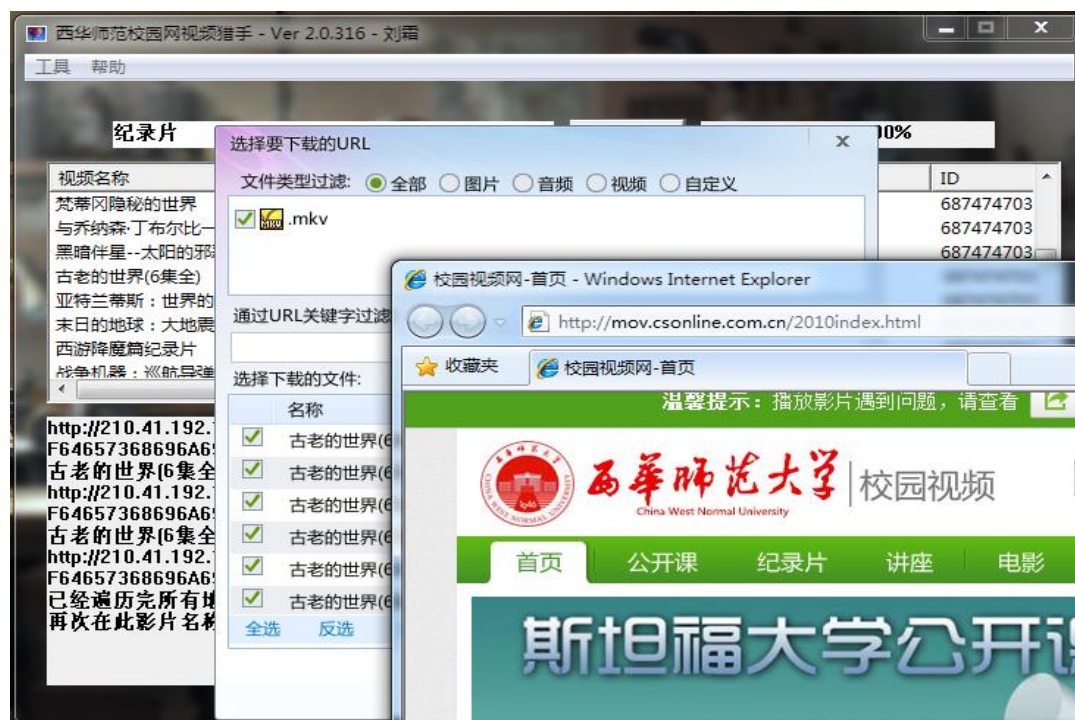 西华师范校园网视频猎手 - Ver 2.0.316 - 刘霜
工具 帮助
纪录片
00%
视频名称
ID
梵蒂冈隐秘的世界
687474703
与乔纳森·丁布尔比一
687474703
黑暗伴星--太阳的邪恶
687474703
古老的世界(6集全)
亚特兰蒂斯：世界的
末日的地球：大地震
西游降魔篇纪录片
战争机器：巡航导弹
http://210.41.192.
F64657368696A6
古老的世界(6集全
http://210.41.192.
F64657368696A6
古老的世界(6集全
http://210.41.192.
F64657368696A6
已经遍历完所有地
再次在此影片名称
选择要下载的URL
文件类型过滤: 全部 图片 音频 视频 自定义
.mkv
通过URL关键字过滤
选择下载的文件:
名称
古老的世界(6
古老的世界(6
古老的世界(6
古老的世界(6
古老的世界(6
古老的世界(6
全选 反选
校园视频网-首页 - Windows Internet Explorer
http://mov.csonline.com.cn/2010index.html
收藏夹 校园视频网-首页
温馨提示：播放影片遇到问题，请查看
西華師范大学 校园视频
China West Normal University
首页 公开课 纪录片 讲座 电影
斯坦福大学公开课